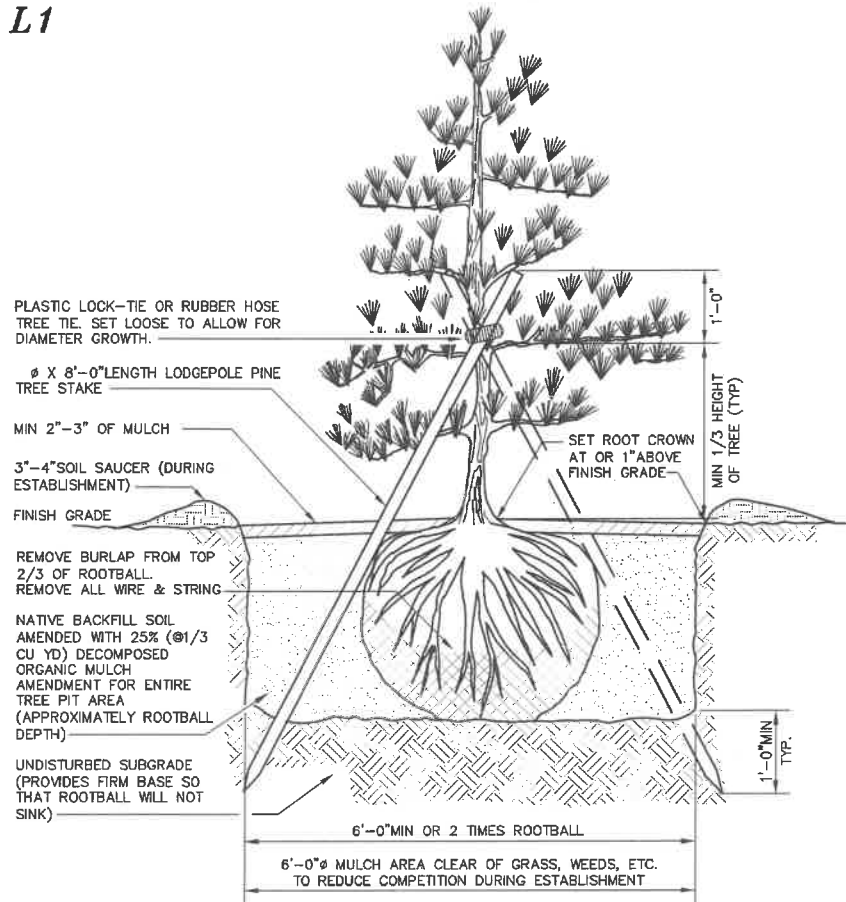 L1
PLASTIC LOCK-TIE OR RUBBER HOSE
TREE TIE. SET LOOSE TO ALLOW FOR
DIAMETER GROWTH.
ø X 8'-0"LENGTH LODGEPOLE PINE
TREE STAKE
MIN 2"-3" OF MULCH
3"-4"SOIL SAUCER (DURING
ESTABLISHMENT)
FINISH GRADE
REMOVE BURLAP FROM TOP
2/3 OF ROOTBALL.
REMOVE ALL WIRE & STRING
NATIVE BACKFILL SOIL
AMENDED WITH 25% (@1/3
CU YD) DECOMPOSED
ORGANIC MULCH
AMENDMENT FOR ENTIRE
TREE PIT AREA
(APPROXIMATELY ROOTBALL
DEPTH)
UNDISTURBED SUBGRADE
(PROVIDES FIRM BASE SO
THAT ROOTBALL WILL NOT
SINK)
1'-0"
MIN 1/3 HEIGHT
OF TREE (TYP)
SET ROOT CROWN
AT OR 1"ABOVE
FINISH GRADE
1'-0"MIN
TYP.
6'-0"MIN OR 2 TIMES ROOTBALL
6'-0"ø MULCH AREA CLEAR OF GRASS, WEEDS, ETC.
TO REDUCE COMPETITION DURING ESTABLISHMENT